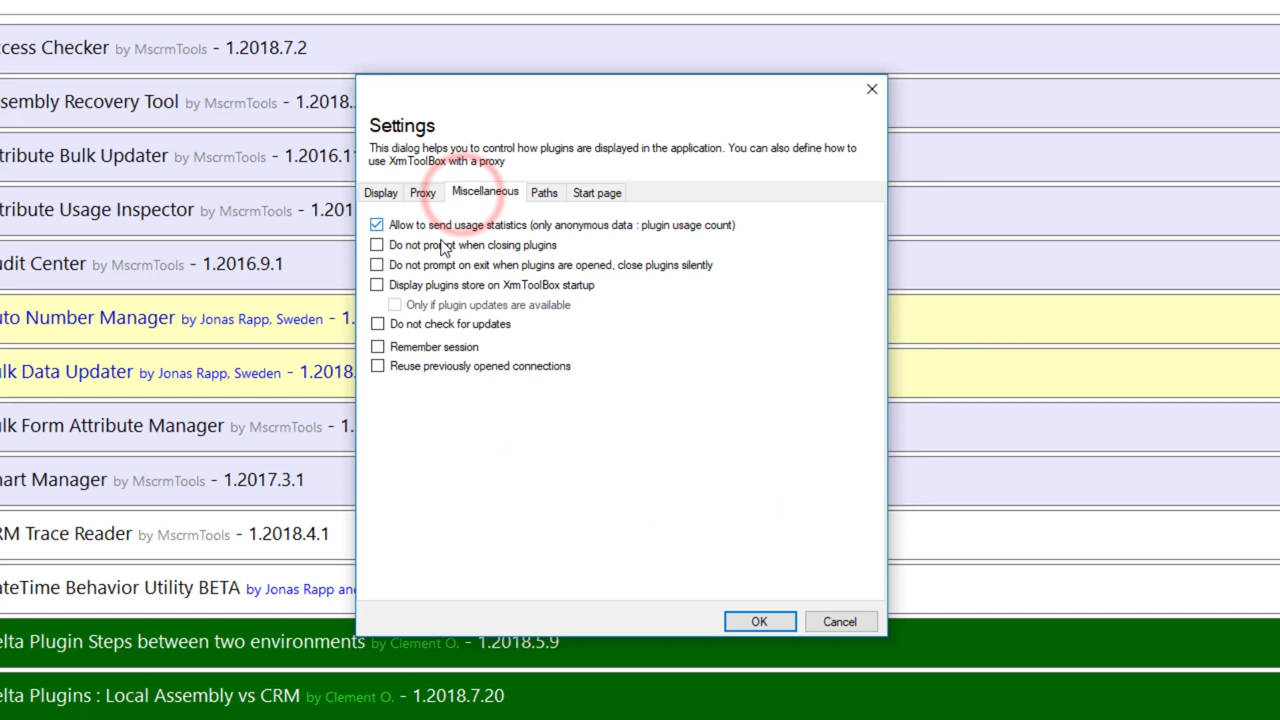 ccess Checker by MscrmTools - 1.2018.7.2
Settings
This dialog helps you to control how plugins are displayed in the application. You can also define how to
use XrmToolBox with a proxy
Display Proxy Miscellaneous Paths Start page
Allow to send usage statistics (only anonymous data : plugin usage count)
Do not prompt when closing plugins
Do not prompt on exit when plugins are opened, close plugins silently
Display plugins store on XrmToolBox startup
Only if plugin updates are available
Do not check for updates
Remember session
Reuse previously opened connections
OK Cancel
ssembly Recovery Tool by MscrmTools - 1.2018.
ttribute Bulk Updater by MscrmTools - 1.2016.1
ttribute Usage Inspector by MscrmTools - 1.201
udit Center by MscrmTools - 1.2016.9.1
uto Number Manager by Jonas Rapp, Sweden - 1.
ulk Data Updater by Jonas Rapp, Sweden - 1.2018.
ulk Form Attribute Manager by MscrmTools - 1.
hart Manager by MscrmTools - 1.2017.3.1
RM Trace Reader by MscrmTools - 1.2018.4.1
ateTime Behavior Utility BETA by Jonas Rapp an
elta Plugin Steps between two environments by Clement O. - 1.2018.5.9
elta Plugins : Local Assembly vs CRM by Clement O. - 1.2018.7.20